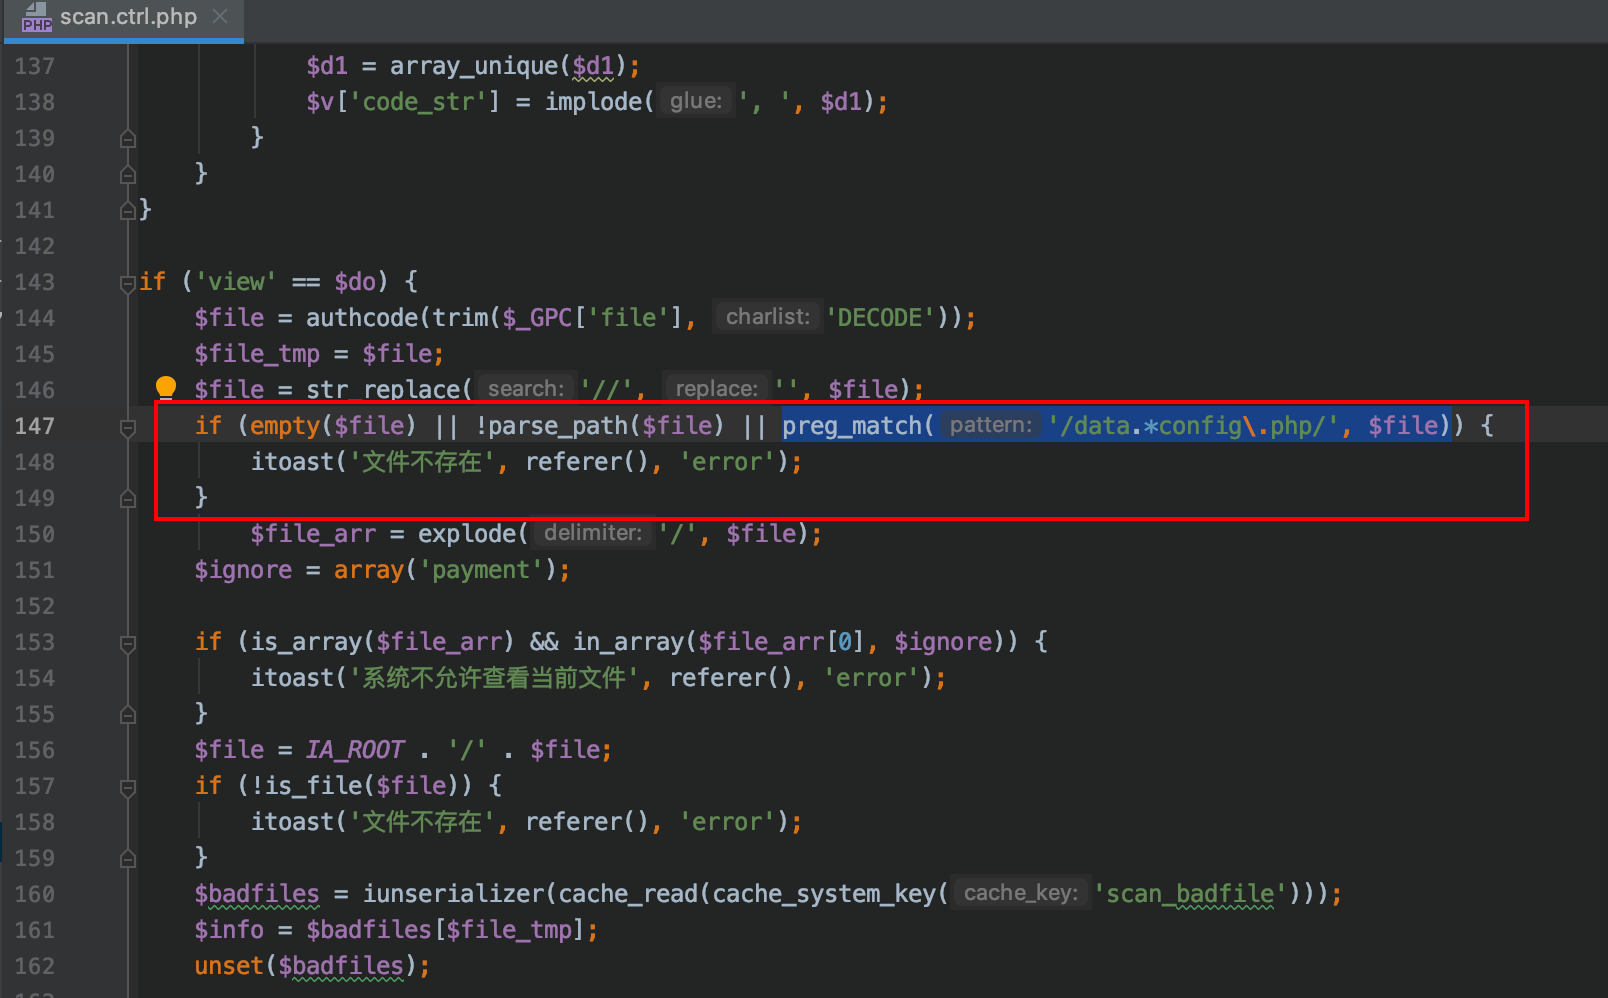 PHP scan.ctrl.php
137 $d1 = array_unique($d1);
138 $v['code_str'] = implode( glue: ', ', $d1);
139 }
140 }
141 }
142
143 if ('view' == $do) {
144 $file = authcode(trim($_GPC['file'], charlist: 'DECODE'));
145 $file_tmp = $file;
146 $file = str_replace( search: '//', replace: '', $file);
147 if (empty($file) || !parse_path($file) || preg_match( pattern: '/data.*config\.php/', $file)) {
148 itoast('文件不存在', referer(), 'error');
149 }
150 $file_arr = explode( delimiter: '/', $file);
151 $ignore = array('payment');
152
153 if (is_array($file_arr) && in_array($file_arr[0], $ignore)) {
154 itoast('系统不允许查看当前文件', referer(), 'error');
155 }
156 $file = IA_ROOT . '/' . $file;
157 if (!is_file($file)) {
158 itoast('文件不存在', referer(), 'error');
159 }
160 $badfiles = iunserializer(cache_read(cache_system_key( cache_key: 'scan_badfile')));
161 $info = $badfiles[$file_tmp];
162 unset($badfiles);